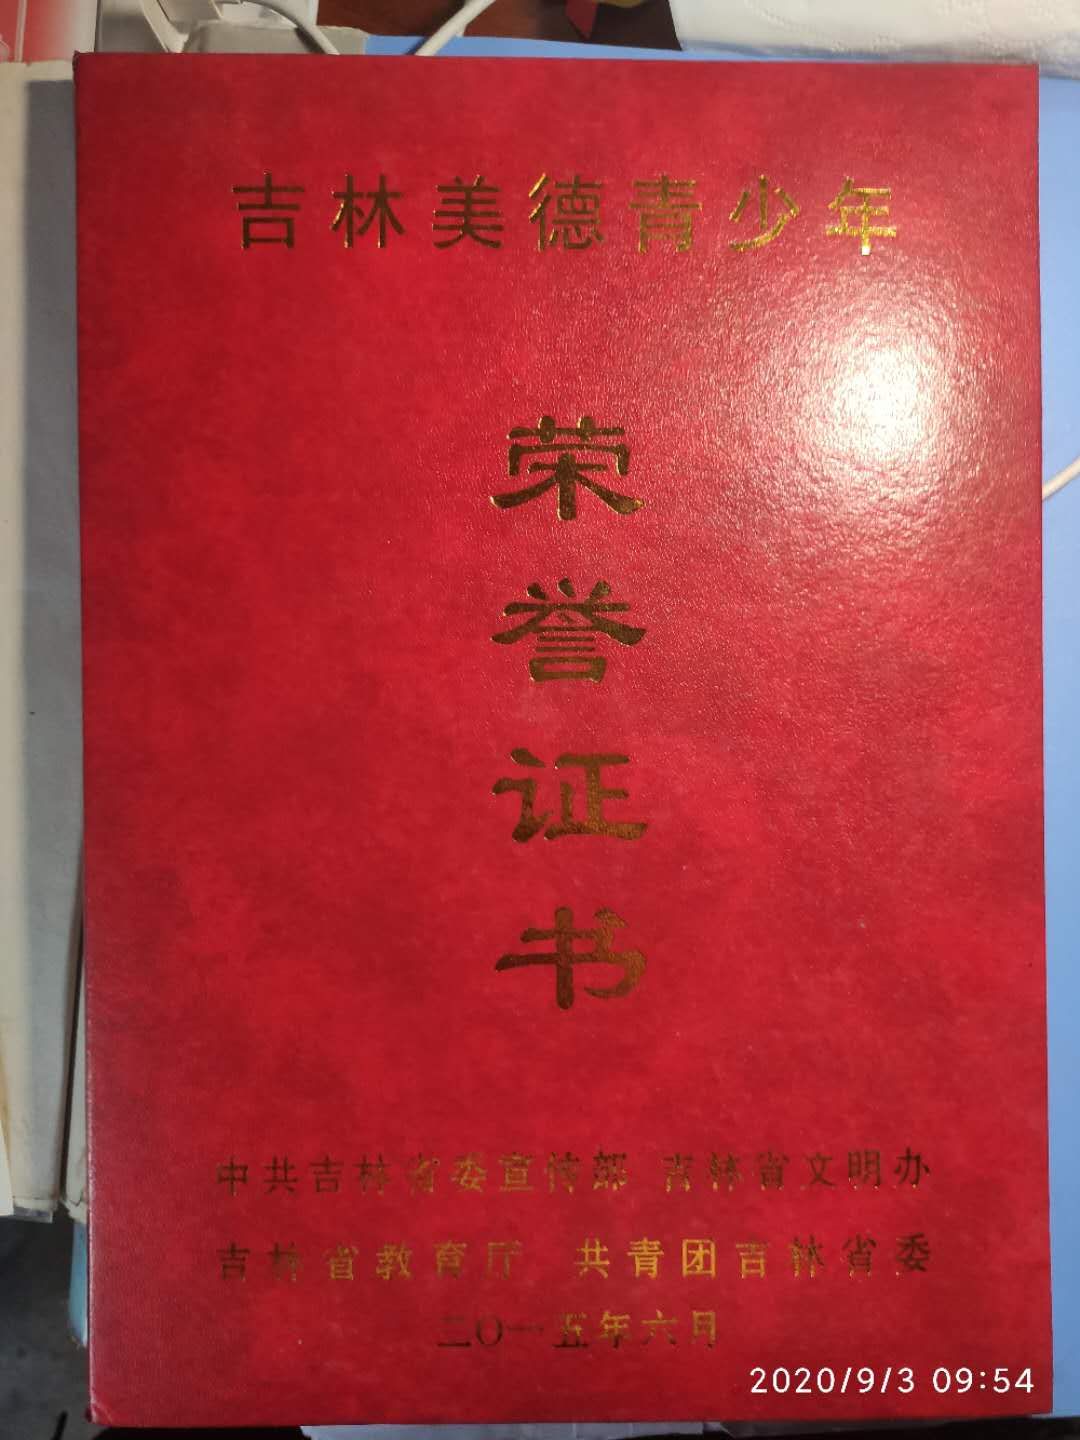 吉林美德青少年
荣
誉
证
书
中共吉林省委宣传部 吉林省文明办
吉林省教育厅 共青团吉林省委
二〇一五年六月
2020/9/3 09:54